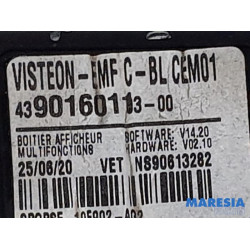 VISTEON-EMF C-BL CEM01
4390160113-00
BOITIER AFFICHEUR
MULTIFONCTIONS
SOFTWARE: V14.20
HARDWARE: V02.10
25/06/20 VET NS90613282
MARESIA